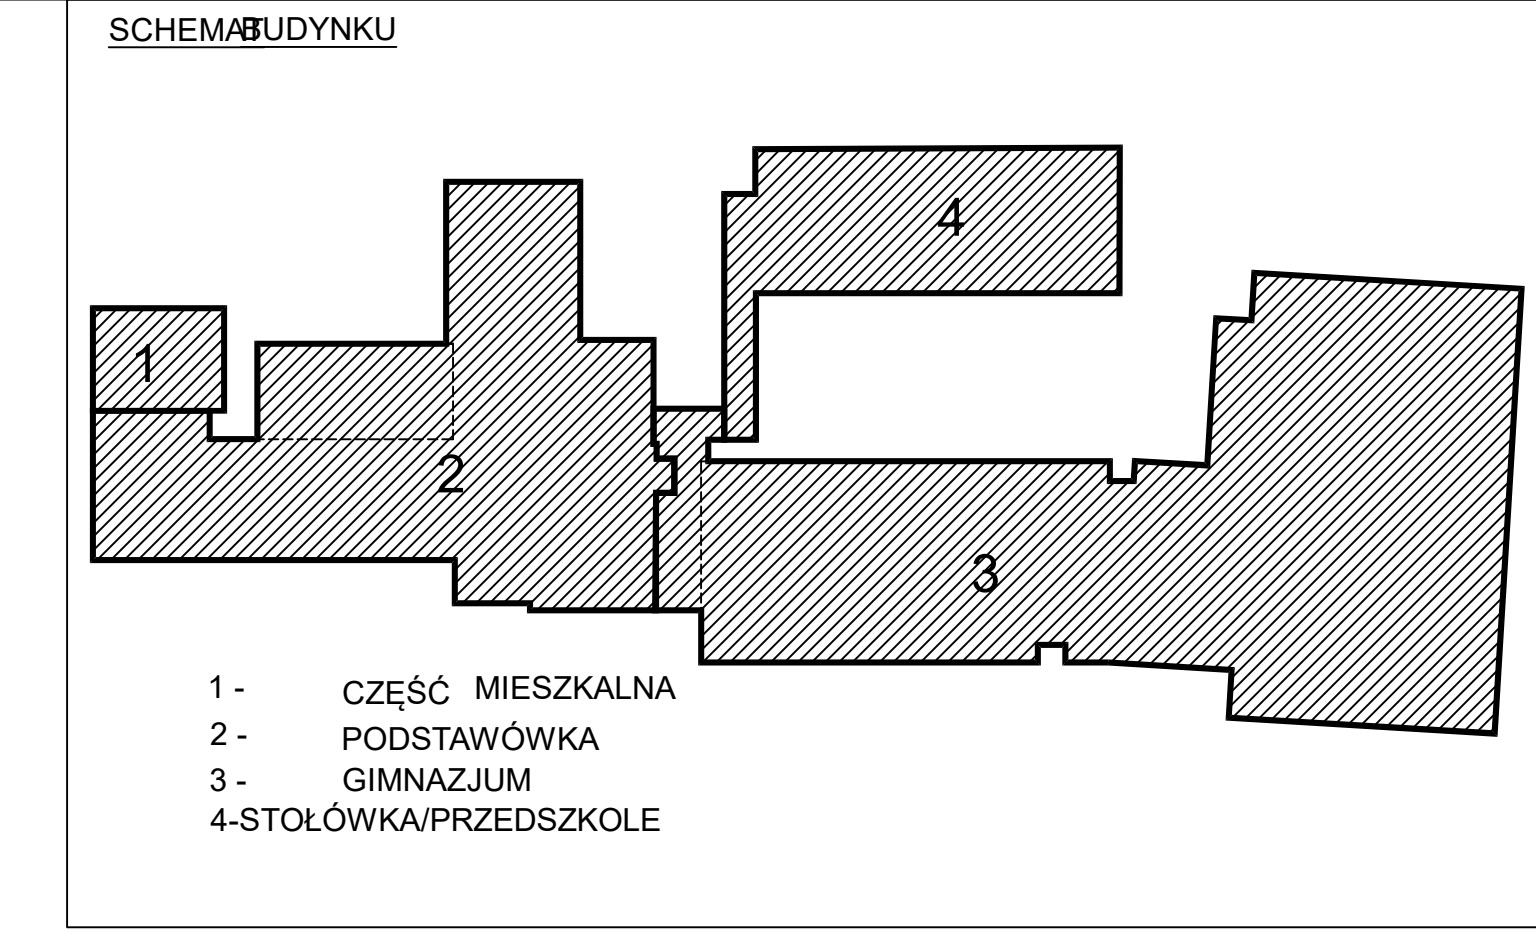 SCHEMAT BUDYNKU
4
1
2
3
1 - CZĘŚĆ MIESZKALNA
2 - PODSTAWÓWKA
3 - GIMNAZJUM
4-STOŁÓWKA/PRZEDSZKOLE